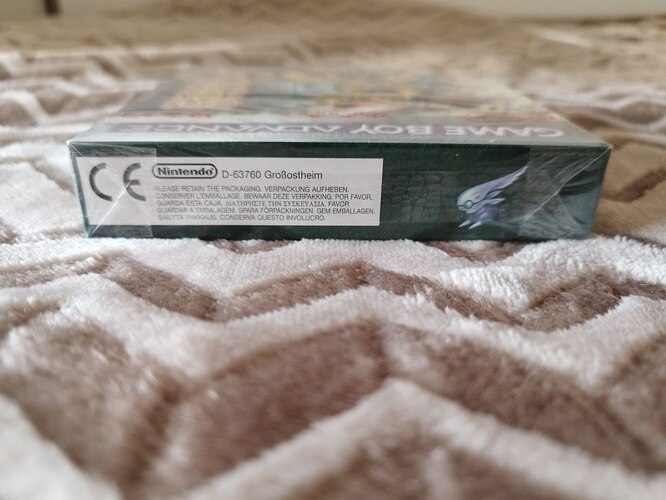 GAME BOY ADVANCE
CE
Nintendo D-63760 Großostheim
PLEASE RETAIN THE PACKAGING. VERPACKUNG AUFHEBEN.
CONSERVER L'EMBALLAGE. BEWAAR DEZE VERPAKKING. POR FAVOR,
GUARDA ESTA CAJA. ΔΙΑΤΗΡΗΣΤΕ ΤΗΝ ΣΥΣΚΕΥΑΣΙΑ. FAVOR
GUARDAR A EMBALAGEM. SPARA FÖRPACKNINGEN. GEM EMBALLAGEN.
SÄILYTÄ PAKKAUS. CONSERVA QUESTO INVOLUCRO.